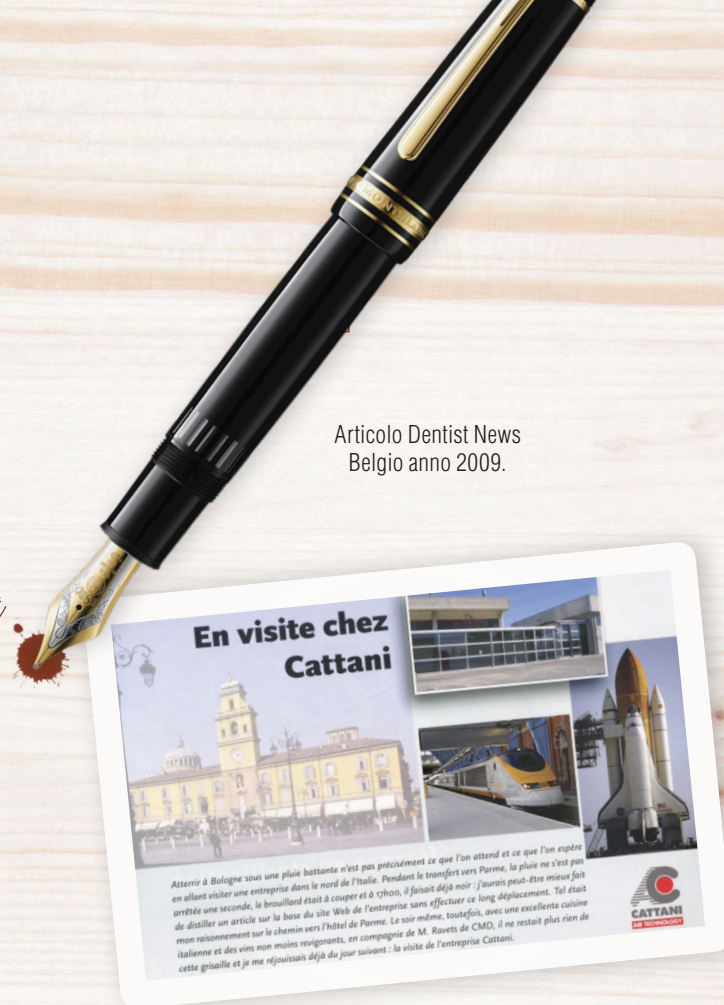 MONTBLANC
Articolo Dentist News
Belgio anno 2009.
En visite chez
Cattani
Atterrir à Bologne sous une pluie battante n'est pas précisément ce que l'on attend et ce que l'on espère
en allant visiter une entreprise dans le nord de l'Italie. Pendant le transfert vers Parme, la pluie ne s'est pas
arrêtée une seconde, le brouillard était à couper et à 17h00, il faisait déjà noir : j'aurais peut-être mieux fait
de distiller un article sur la base du site Web de l'entreprise sans effectuer ce long déplacement. Tel était
mon raisonnement sur le chemin vers l'hôtel de Parme. Le soir même, toutefois, avec une excellente cuisine
italienne et des vins non moins revigorants, en compagnie de M. Ravets de CMD, il ne restait plus rien de
cette grisaille et je me réjouissais déjà du jour suivant : la visite de l'entreprise Cattani.
CATTANI
AIR TECHNOLOGY